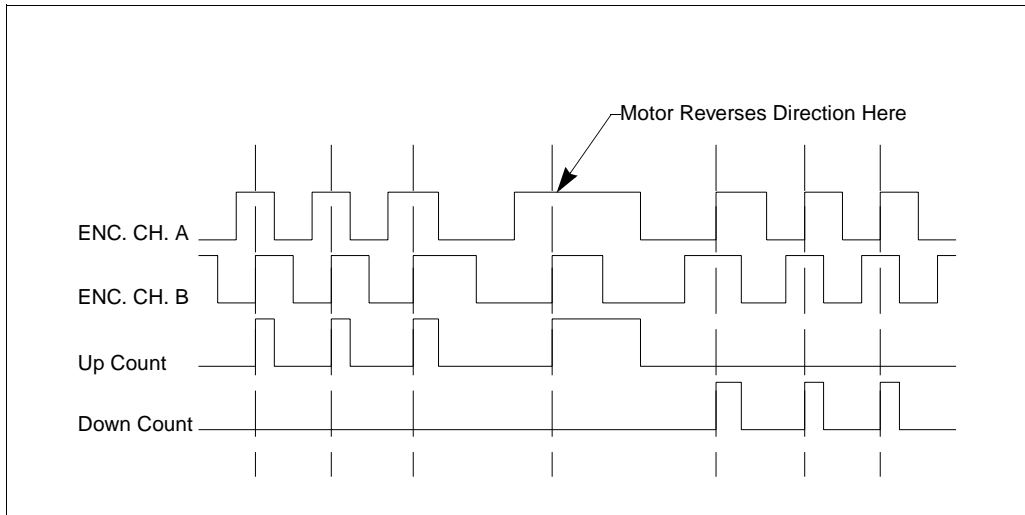 Motor Reverses Direction Here
ENC. CH. A
ENC. CH. B
Up Count
Down Count